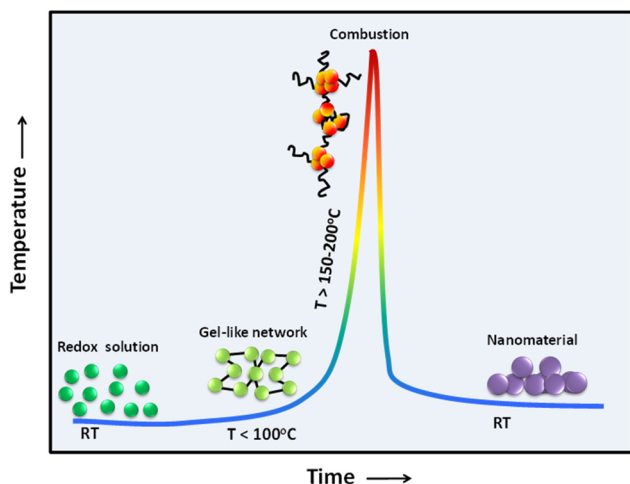 Combustion
Temperature
T > 150-200°C
Gel-like network
Redox solution
Nanomaterial
RT
T < 100°C
RT
Time